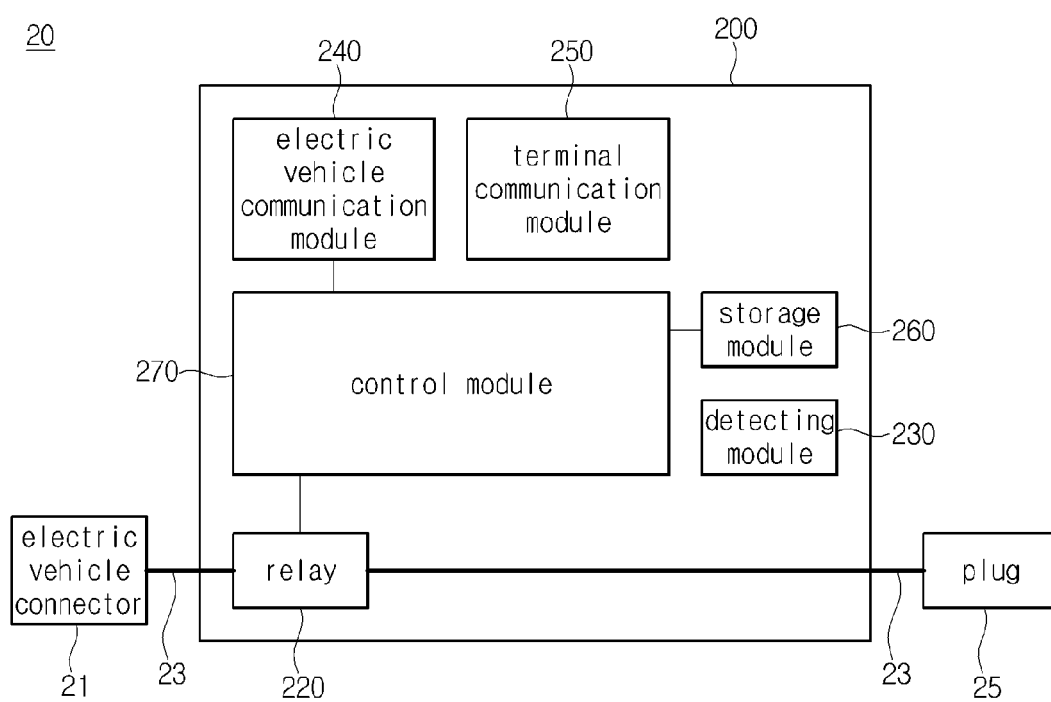 20
240
250
200
electric
vehicle
communication
module
terminal
communication
module
storage
module
260
270
control module
detecting
module
230
electric
vehicle
connector
relay
plug
21
23
220
23
25